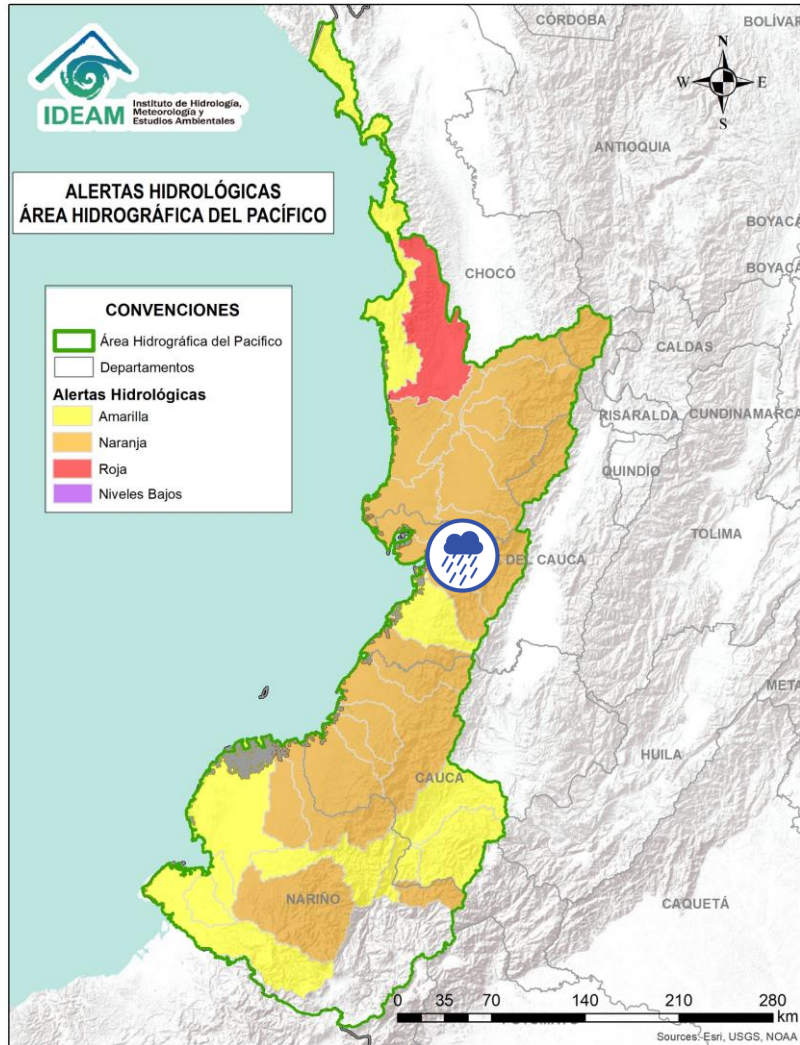 IDEAM
Instituto de Hidrología,
Meteorología y
Estudios Ambientales
ALERTAS HIDROLÓGICAS
ÁREA HIDROGRÁFICA DEL PACÍFICO
CONVENCIONES
Área Hidrográfica del Pacifico
Departamentos
Alertas Hidrológicas
Amarilla
Naranja
Roja
Niveles Bajos
N
W E
S
CÓRDOBA
BOLÍVAR
ANTIOQUIA
BOYACÁ
BOYACÁ
CHOCÓ
CALDAS
RISARALDA
CUNDINAMARCA
QUINDÍO
TOLIMA
DEL CAUCA
META
HUILA
CAUCA
NARIÑO
CAQUETÁ
0 35 70 140 210 280
km
Sources: Esri, USGS, NOAA